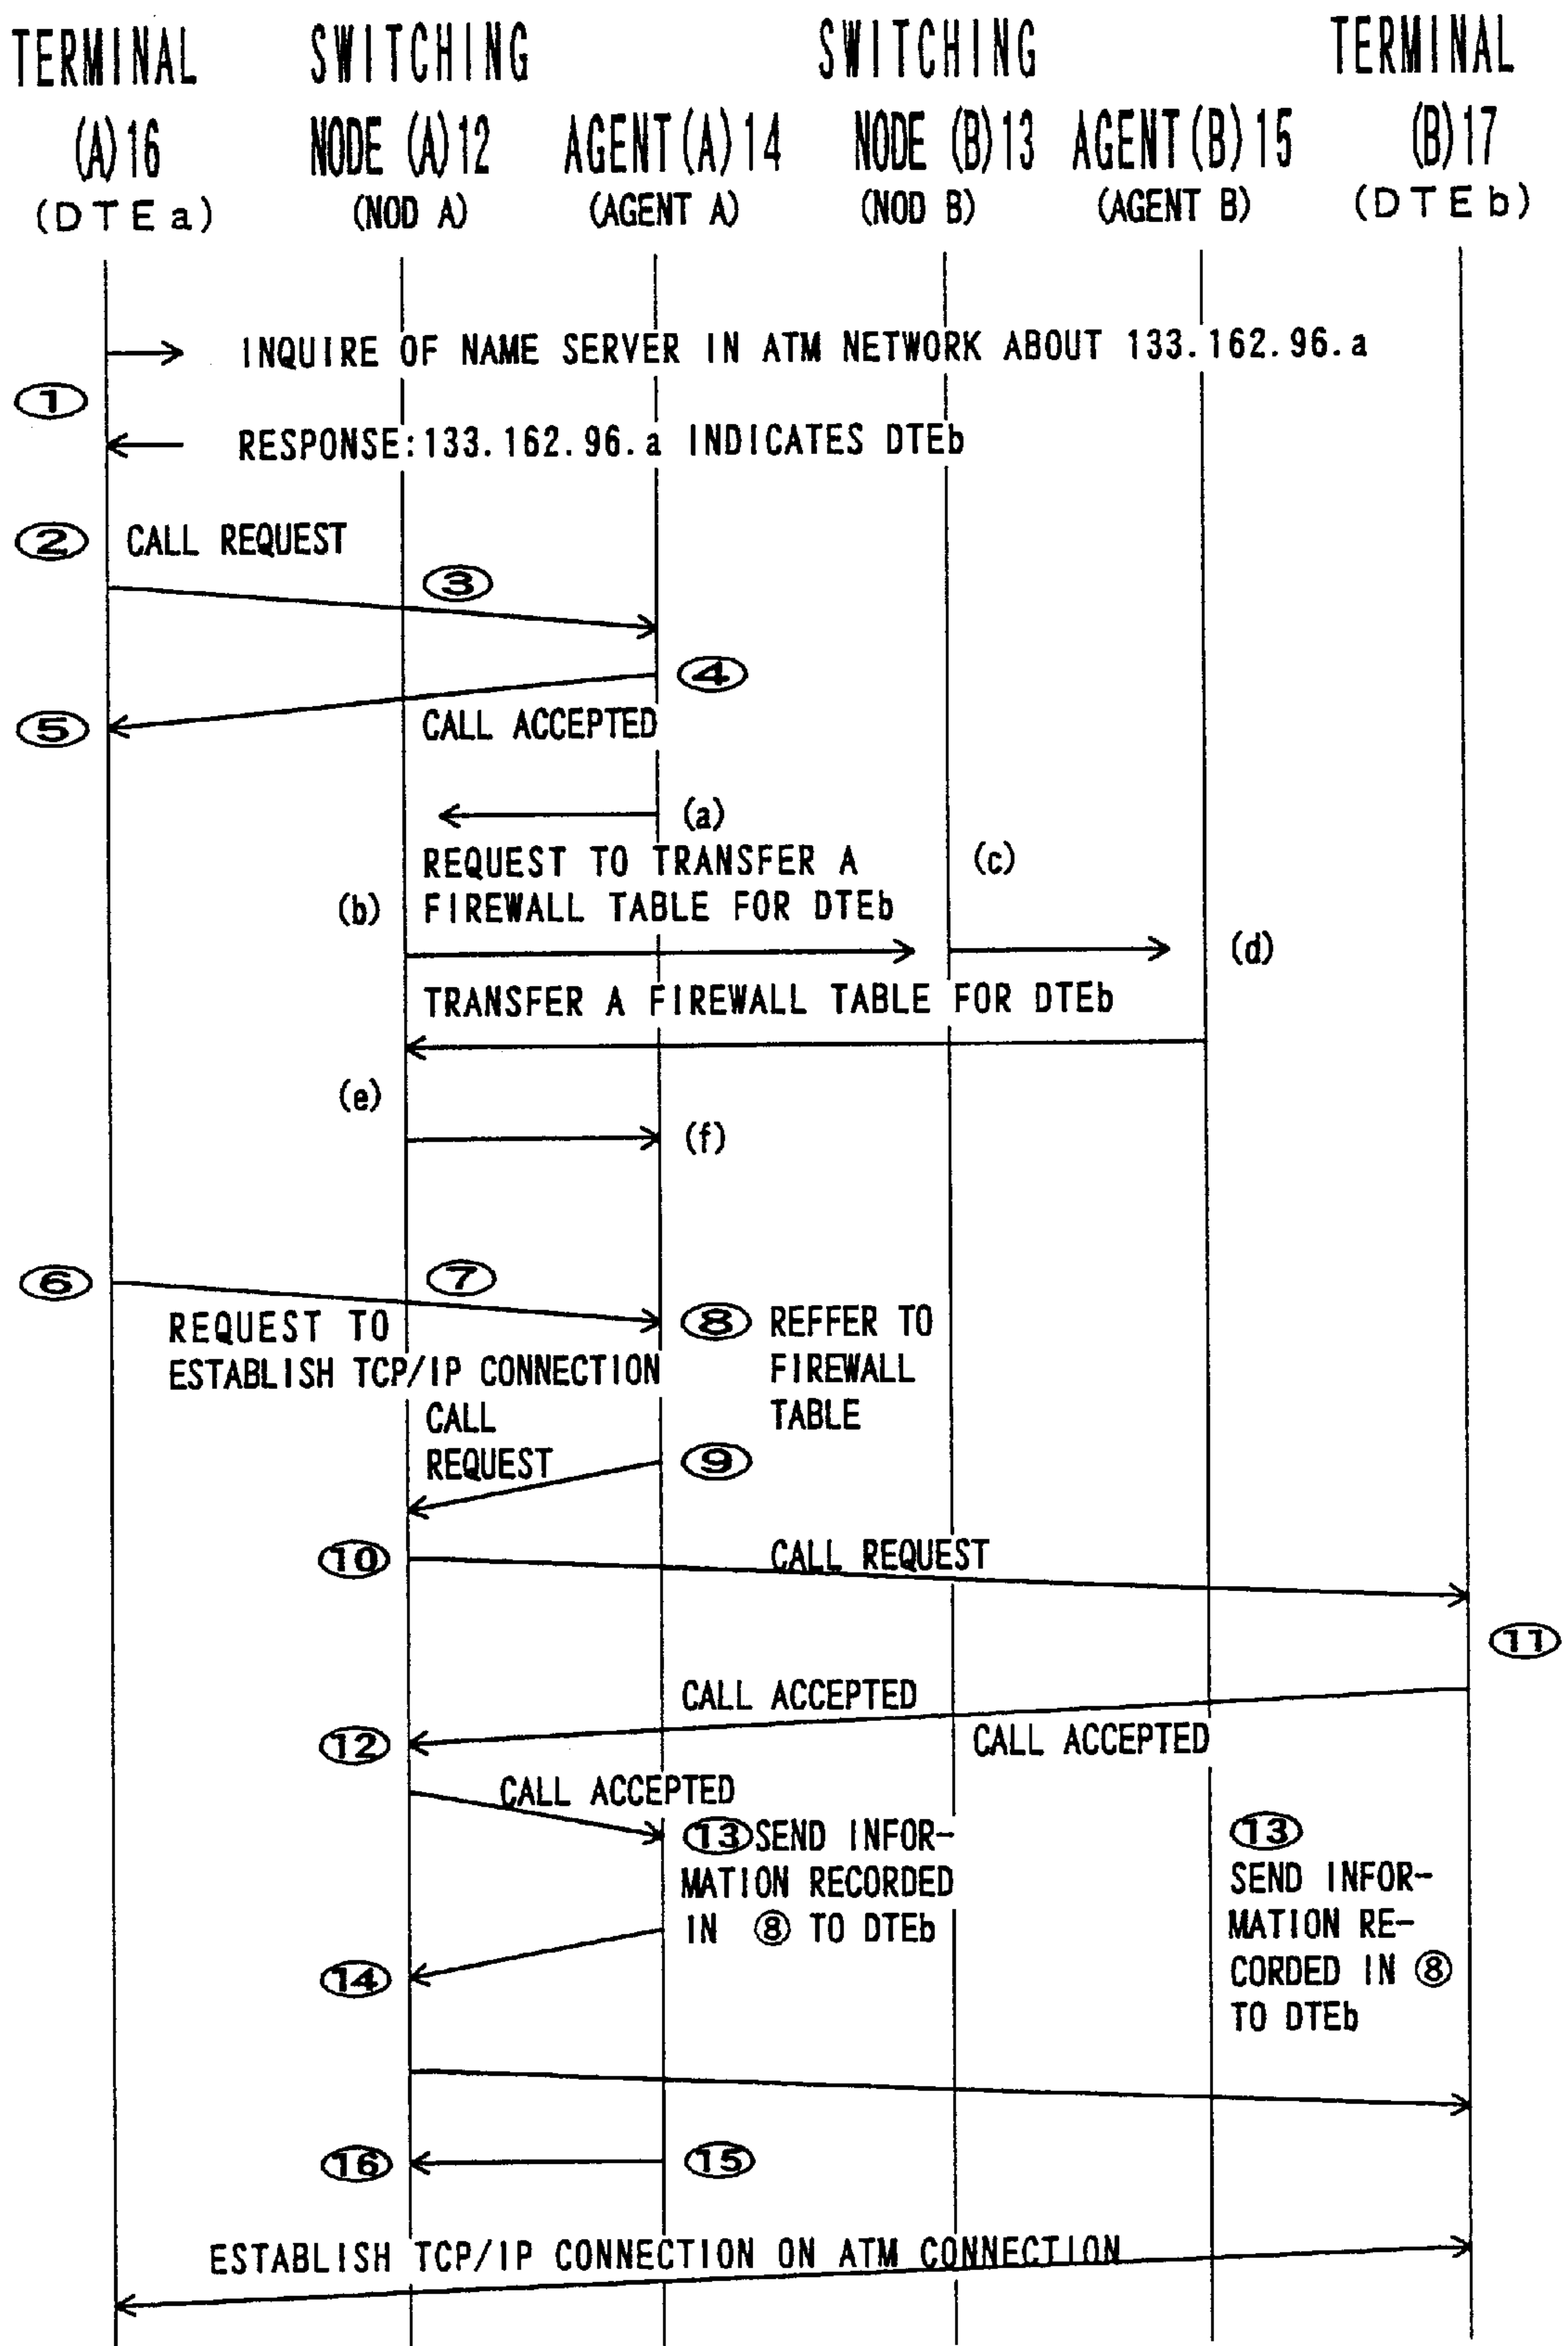 TERMINAL SWITCHING SWITCHING TERMINAL
(A)16 NODE (A)12 AGENT(A)14 NODE (B)13 AGENT(B)15 (B)17
(DTEa) (NOD A) (AGENT A) (NOD B) (AGENT B) (DTEb)
INQUIRE OF NAME SERVER IN ATM NETWORK ABOUT 133.162.96.a
①
RESPONSE:133.162.96.a INDICATES DTEb
② CALL REQUEST
③
④
⑤ CALL ACCEPTED
(a)
REQUEST TO TRANSFER A (c)
(b) FIREWALL TABLE FOR DTEb
(d)
TRANSFER A FIREWALL TABLE FOR DTEb
(e)
(f)
⑥ ⑦
REQUEST TO ⑧ REFFER TO
ESTABLISH TCP/IP CONNECTION FIREWALL
CALL TABLE
REQUEST ⑨
⑩ CALL REQUEST
⑪
CALL ACCEPTED
⑫ CALL ACCEPTED
CALL ACCEPTED
⑬SEND INFOR- ⑬
MATION RECORDED SEND INFOR-
IN ⑧ TO DTEb MATION RE-
⑭ CORDED IN ⑧
TO DTEb
⑯ ⑮
ESTABLISH TCP/IP CONNECTION ON ATM CONNECTION